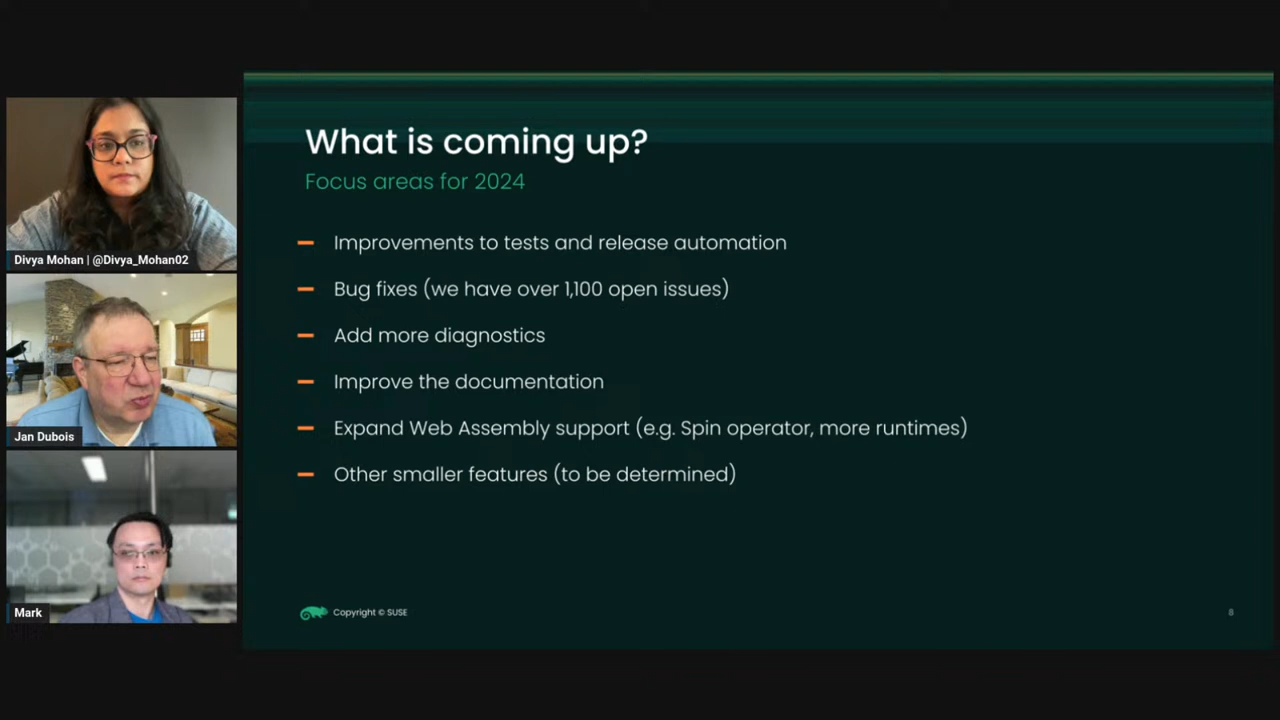 Divya Mohan | @Divya_Mohan02
Jan Dubois
Mark
What is coming up?
Focus areas for 2024
Improvements to tests and release automation
Bug fixes (we have over 1,100 open issues)
Add more diagnostics
Improve the documentation
Expand Web Assembly support (e.g. Spin operator, more runtimes)
Other smaller features (to be determined)
Copyright © SUSE
8